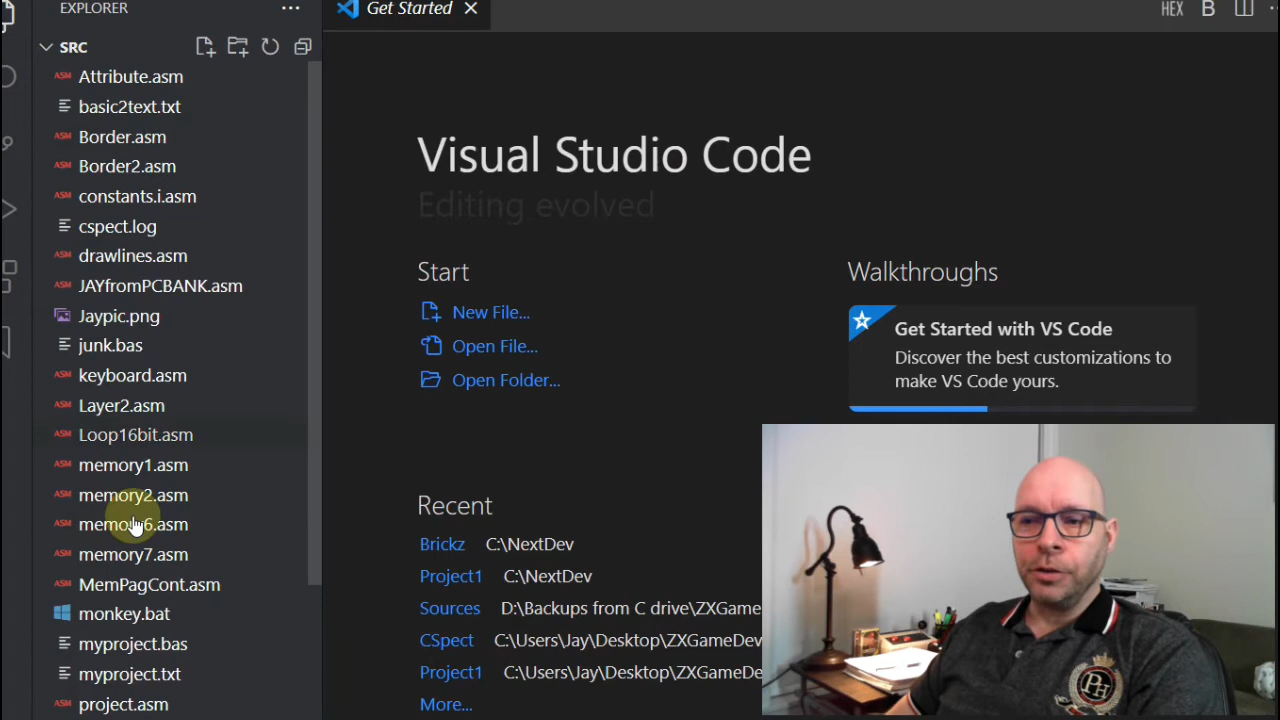 EXPLORER
SRC
Attribute.asm
basic2text.txt
Border.asm
Border2.asm
constants.i.asm
cspect.log
drawlines.asm
JAYfromPCBANK.asm
Jaypic.png
junk.bas
keyboard.asm
Layer2.asm
Loop16bit.asm
memory1.asm
memory2.asm
memory6.asm
memory7.asm
MemPagCont.asm
monkey.bat
myproject.bas
myproject.txt
project.asm
Get Started
HEX B
Visual Studio Code
Editing evolved
Start
New File...
Open File...
Open Folder...
Recent
Brickz C:\NextDev
Project1 C:\NextDev
Sources D:\Backups from C drive\ZXGame
CSpect C:\Users\Jay\Desktop\ZXGameDev
Project1 C:\Users\Jay\Desktop\ZXGameDev
More...
Walkthroughs
Get Started with VS Code
Discover the best customizations to
make VS Code yours.
PH